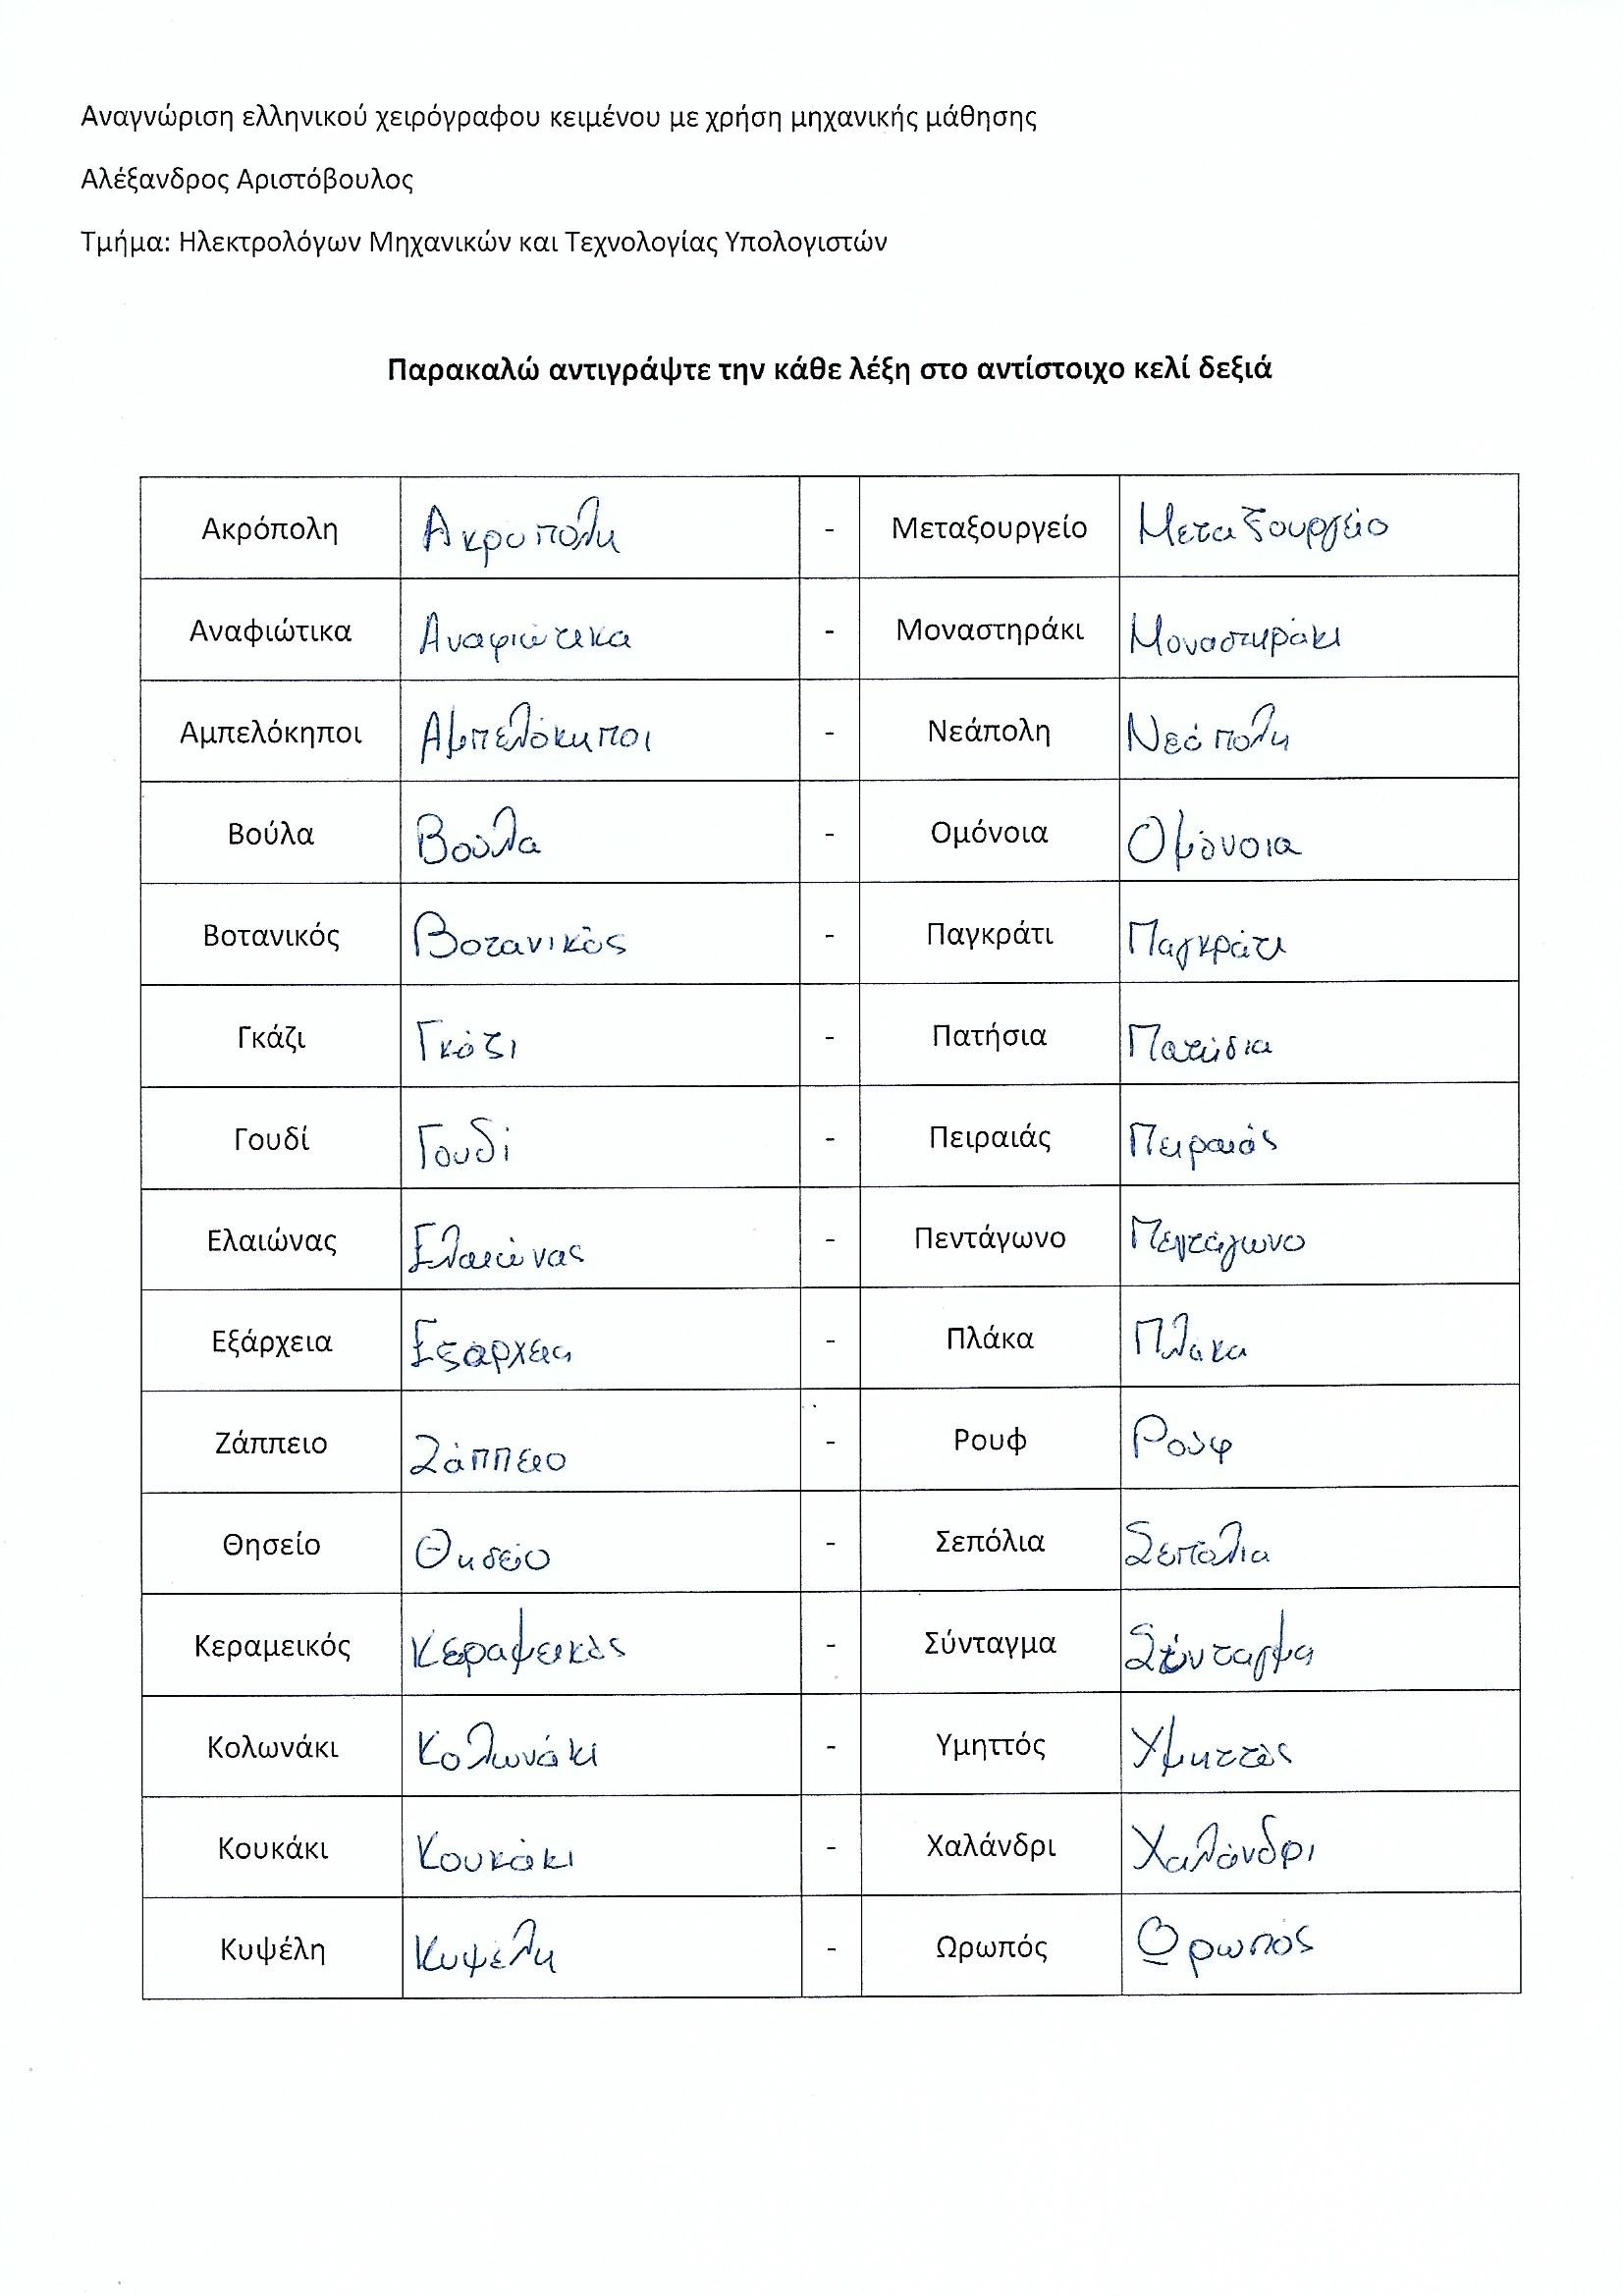 Αναγνώριση ελληνικού χειρόγραφου κειμένου με χρήση μηχανικής μάθησης
Αλέξανδρος Αριστόβουλος
Τμήμα: Ηλεκτρολόγων Μηχανικών και Τεχνολογίας Υπολογιστών
Παρακαλώ αντιγράψτε την κάθε λέξη στο αντίστοιχο κελί δεξιά
Ακρόπολη Ακρυπολη - Μεταξουργείο Μεταξουργείο
Αναφιώτικα Αναφιώτικα - Μοναστηράκι Μοναστηράκι
Αμπελόκηποι Αμπελόκηποι - Νεάπολη Νεάπολη
Βούλα Βούλα - Ομόνοια Ομόνοια
Βοτανικός Βοτανικός - Παγκράτι Παγκράτι
Γκάζι Γκάζι - Πατήσια Πατήσια
Γουδί Γουδί - Πειραιάς Πειραιάς
Ελαιώνας Ελαιώνας - Πεντάγωνο Πεντάγωνο
Εξάρχεια Εξάρχεια - Πλάκα Πλάκα
Ζάππειο Ζάππειο - Ρουφ Ρούφ
Θησείο Θησείο - Σεπόλια Σεπόλια
Κεραμεικός Κεραμεικός - Σύνταγμα Σύνταγμα
Κολωνάκι Κολωνάκι - Υμηττός Υμηττός
Κουκάκι Κουκάκι - Χαλάνδρι Χαλάνδρι
Κυψέλη Κυψέλη - Ωρωπός Ωρωπός